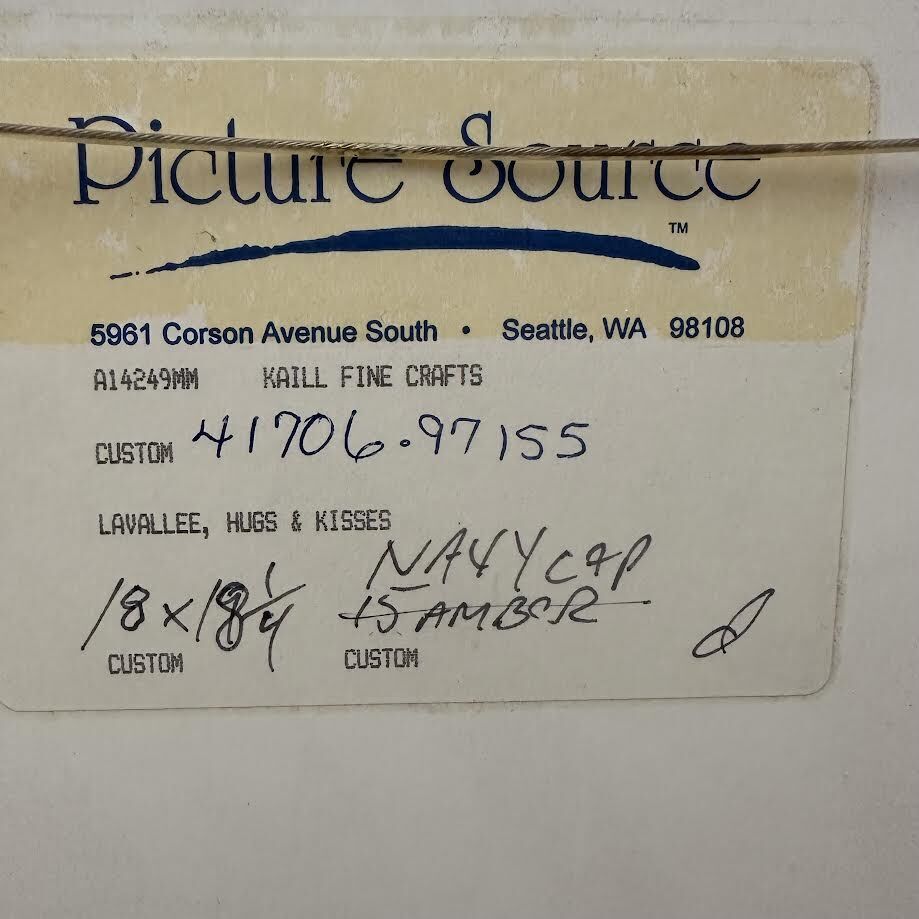 Picture Source
TM
5961 Corson Avenue South • Seattle, WA 98108
A14249MM KAILL FINE CRAFTS
CUSTOM 41706.97155
LAVALLEE, HUGS & KISSES
NAVY CAP
18 x 18 1/4 15 AMBER
CUSTOM CUSTOM